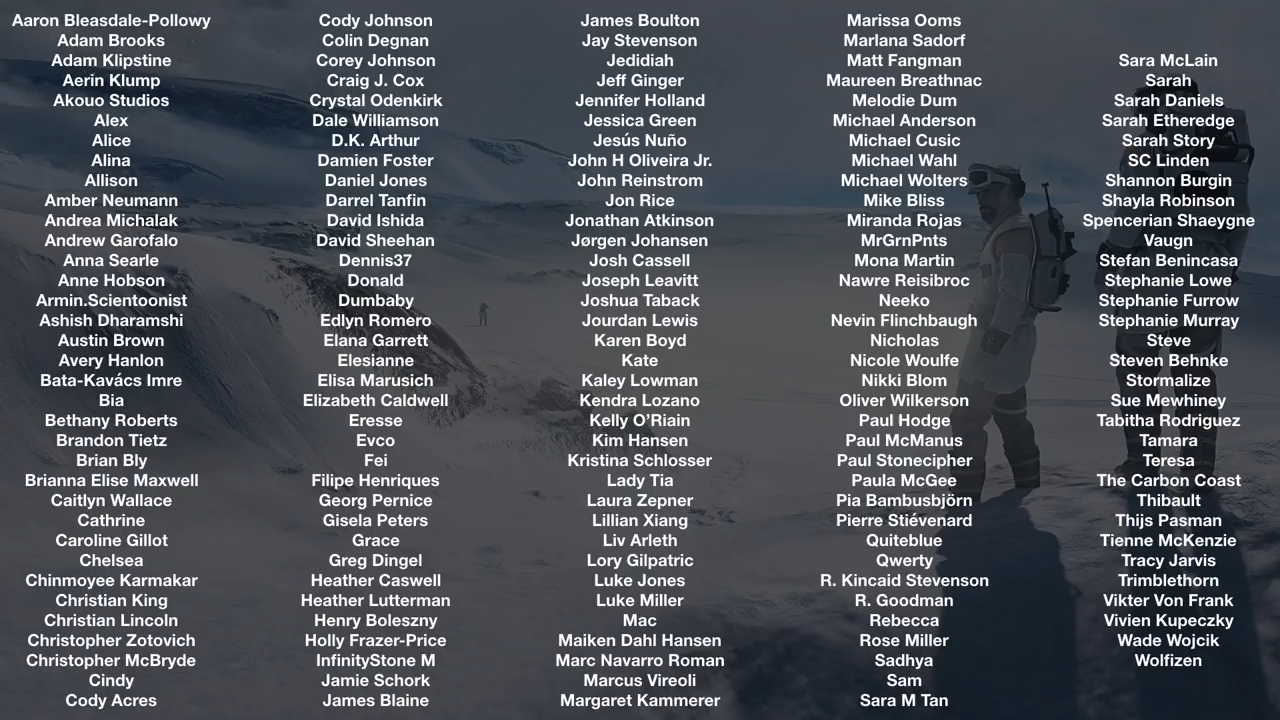 Aaron Bleasdale-Pollowy
Adam Brooks
Adam Klipstine
Aerin Klump
Akouo Studios
Alex
Alice
Alina
Allison
Amber Neumann
Andrea Michalak
Andrew Garofalo
Anna Searle
Anne Hobson
Armin.Scientoonist
Ashish Dharamshi
Austin Brown
Avery Hanlon
Bata-Kavács Imre
Bia
Bethany Roberts
Brandon Tietz
Brian Bly
Brianna Elise Maxwell
Caitlyn Wallace
Cathrine
Caroline Gillot
Chelsea
Chinmoyee Karmakar
Christian King
Christian Lincoln
Christopher Zotovich
Christopher McBryde
Cindy
Cody Acres
Cody Johnson
Colin Degnan
Corey Johnson
Craig J. Cox
Crystal Odenkirk
Dale Williamson
D.K. Arthur
Damien Foster
Daniel Jones
Darrel Tanfin
David Ishida
David Sheehan
Dennis37
Donald
Dumbaby
Edlyn Romero
Elana Garrett
Elesianne
Elisa Marusich
Elizabeth Caldwell
Eresse
Evco
Fei
Filipe Henriques
Georg Pernice
Gisela Peters
Grace
Greg Dingel
Heather Caswell
Heather Lutterman
Henry Boleszny
Holly Frazer-Price
InfinityStone M
Jamie Schork
James Blaine
James Boulton
Jay Stevenson
Jedidiah
Jeff Ginger
Jennifer Holland
Jessica Green
Jesús Nuño
John H Oliveira Jr.
John Reinstrom
Jon Rice
Jonathan Atkinson
Jørgen Johansen
Josh Cassell
Joseph Leavitt
Joshua Taback
Jourdan Lewis
Karen Boyd
Kate
Kaley Lowman
Kendra Lozano
Kelly O’Riain
Kim Hansen
Kristina Schlosser
Lady Tia
Laura Zepner
Lillian Xiang
Liv Arleth
Lory Gilpatric
Luke Jones
Luke Miller
Mac
Maiken Dahl Hansen
Marc Navarro Roman
Marcus Vireoli
Margaret Kammerer
Marissa Ooms
Marlana Sadorf
Matt Fangman
Maureen Breathnac
Melodie Dum
Michael Anderson
Michael Cusic
Michael Wahl
Michael Wolters
Mike Bliss
Miranda Rojas
MrGrnPnts
Mona Martin
Nawre Reisibroc
Neeko
Nevin Flinchbaugh
Nicholas
Nicole Woulfe
Nikki Blom
Oliver Wilkerson
Paul Hodge
Paul McManus
Paul Stonecipher
Paula McGee
Pia Bambusbjörn
Pierre Stiévenard
Quiteblue
Qwerty
R. Kincaid Stevenson
R. Goodman
Rebecca
Rose Miller
Sadhya
Sam
Sara M Tan
Sara McLain
Sarah
Sarah Daniels
Sarah Etheredge
Sarah Story
SC Linden
Shannon Burgin
Shayla Robinson
Spencerian Shaeygne
Vaugn
Stefan Benincasa
Stephanie Lowe
Stephanie Furrow
Stephanie Murray
Steve
Steven Behnke
Stormalize
Sue Mewhiney
Tabitha Rodriguez
Tamara
Teresa
The Carbon Coast
Thibault
Thijs Pasman
Tienne McKenzie
Tracy Jarvis
Trimblethorn
Vikter Von Frank
Vivien Kupeczky
Wade Wojcik
Wolfizen